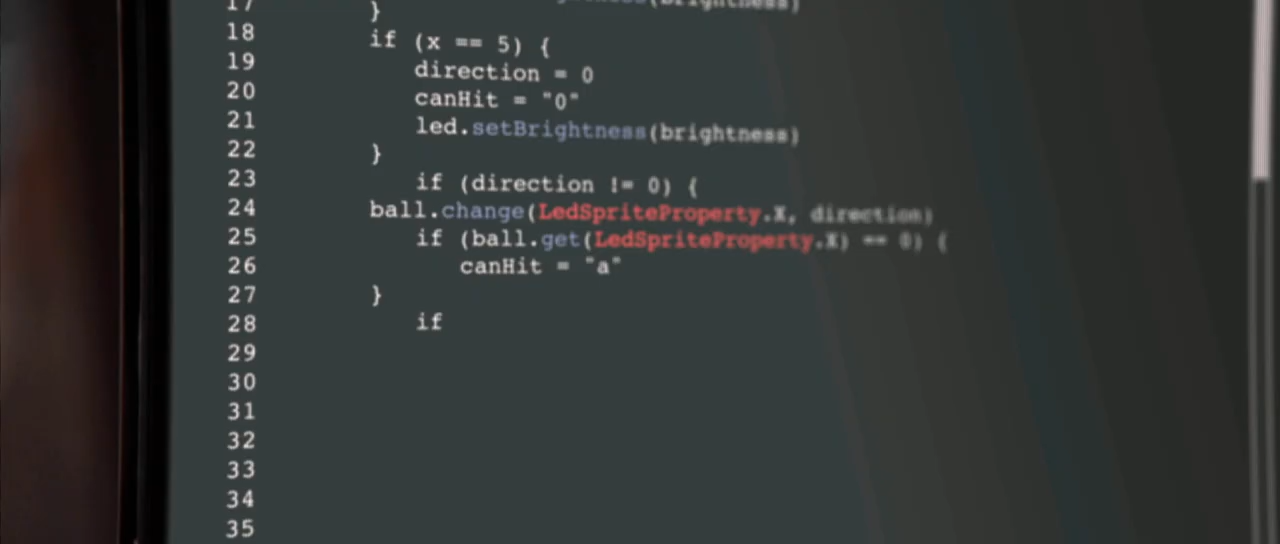 17 (brightness)
18 }
19 if (x == 5) {
20 direction = 0
21 canHit = "0"
22 led.setBrightness(brightness)
23 }
24 if (direction != 0) {
25 ball.change(LedSpriteProperty.X, direction)
26 if (ball.get(LedSpriteProperty.X) == 0) {
27 canHit = "a"
28 }
29 if
30
31
32
33
34
35